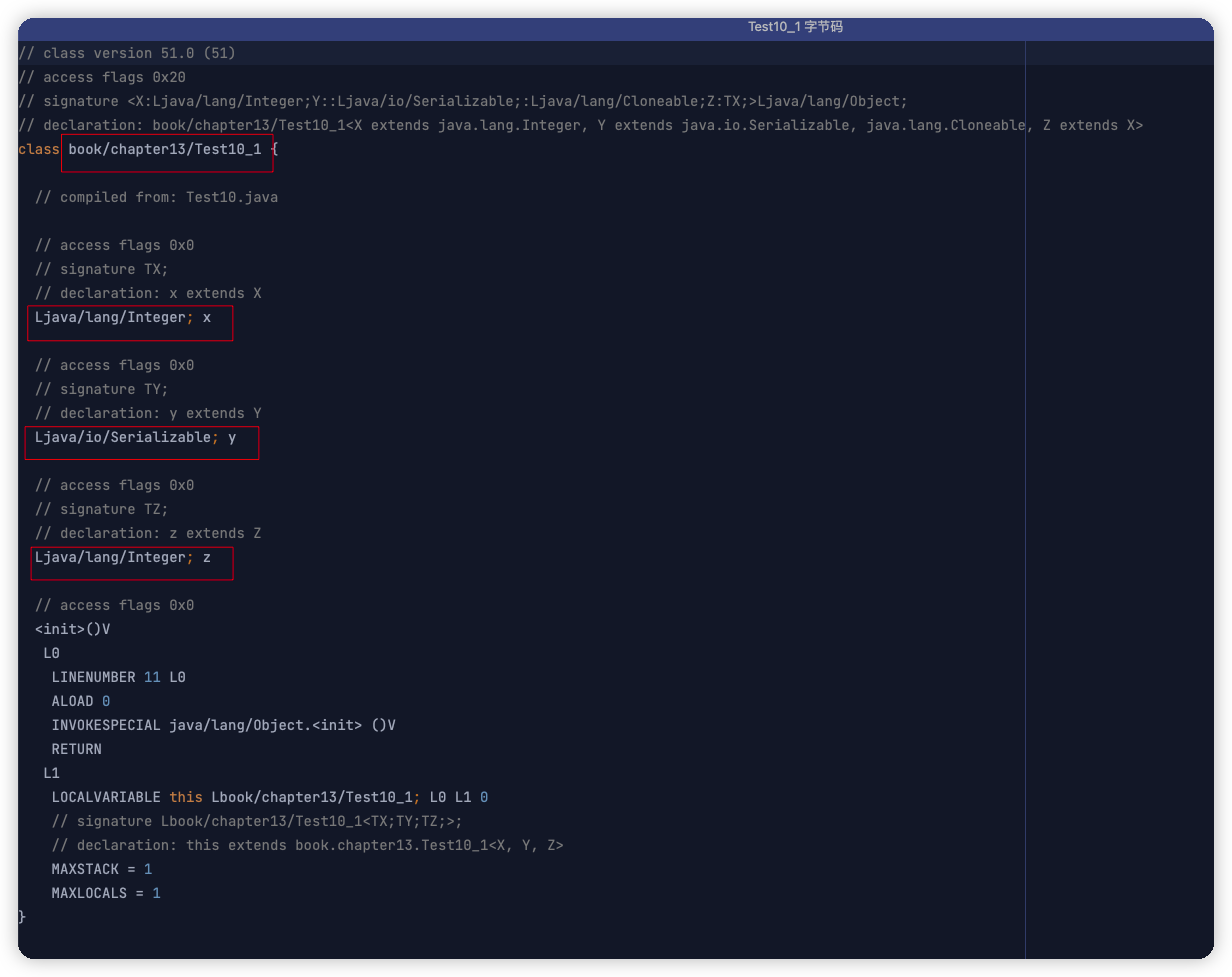 Test10_1 字节码
// class version 51.0 (51)
// access flags 0x20
// signature <X:Ljava/lang/Integer;Y::Ljava/io/Serializable;:Ljava/lang/Cloneable;Z:TX;>Ljava/lang/Object;
// declaration: book/chapter13/Test10_1<X extends java.lang.Integer, Y extends java.io.Serializable, java.lang.Cloneable, Z extends X>
class book/chapter13/Test10_1 {
// compiled from: Test10.java
// access flags 0x0
// signature TX;
// declaration: x extends X
Ljava/lang/Integer; x
// access flags 0x0
// signature TY;
// declaration: y extends Y
Ljava/io/Serializable; y
// access flags 0x0
// signature TZ;
// declaration: z extends Z
Ljava/lang/Integer; z
// access flags 0x0
<init>()V
L0
LINENUMBER 11 L0
ALOAD 0
INVOKESPECIAL java/lang/Object.<init> ()V
RETURN
L1
LOCALVARIABLE this Lbook/chapter13/Test10_1; L0 L1 0
// signature Lbook/chapter13/Test10_1<TX;TY;TZ;>;
// declaration: this extends book.chapter13.Test10_1<X, Y, Z>
MAXSTACK = 1
MAXLOCALS = 1
}